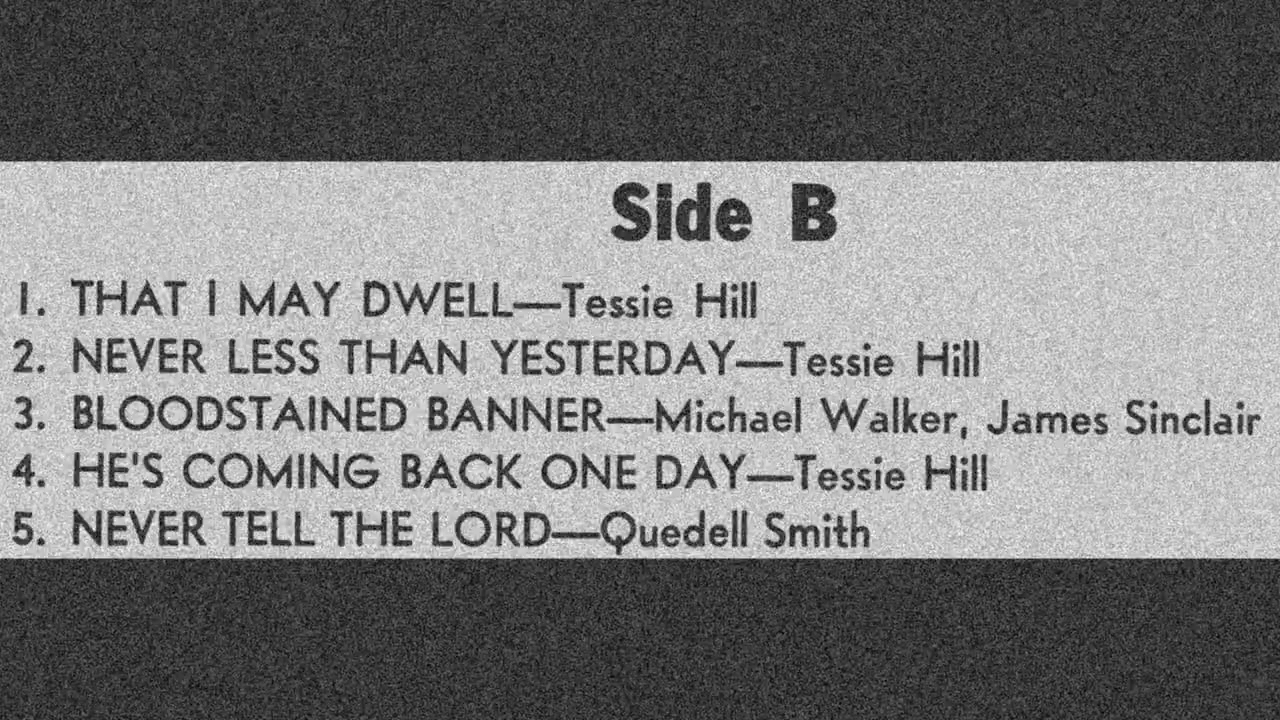 Side B
1. THAT I MAY DWELL—Tessie Hill
2. NEVER LESS THAN YESTERDAY—Tessie Hill
3. BLOODSTAINED BANNER—Michael Walker, James Sinclair
4. HE'S COMING BACK ONE DAY—Tessie Hill
5. NEVER TELL THE LORD—Quedell Smith